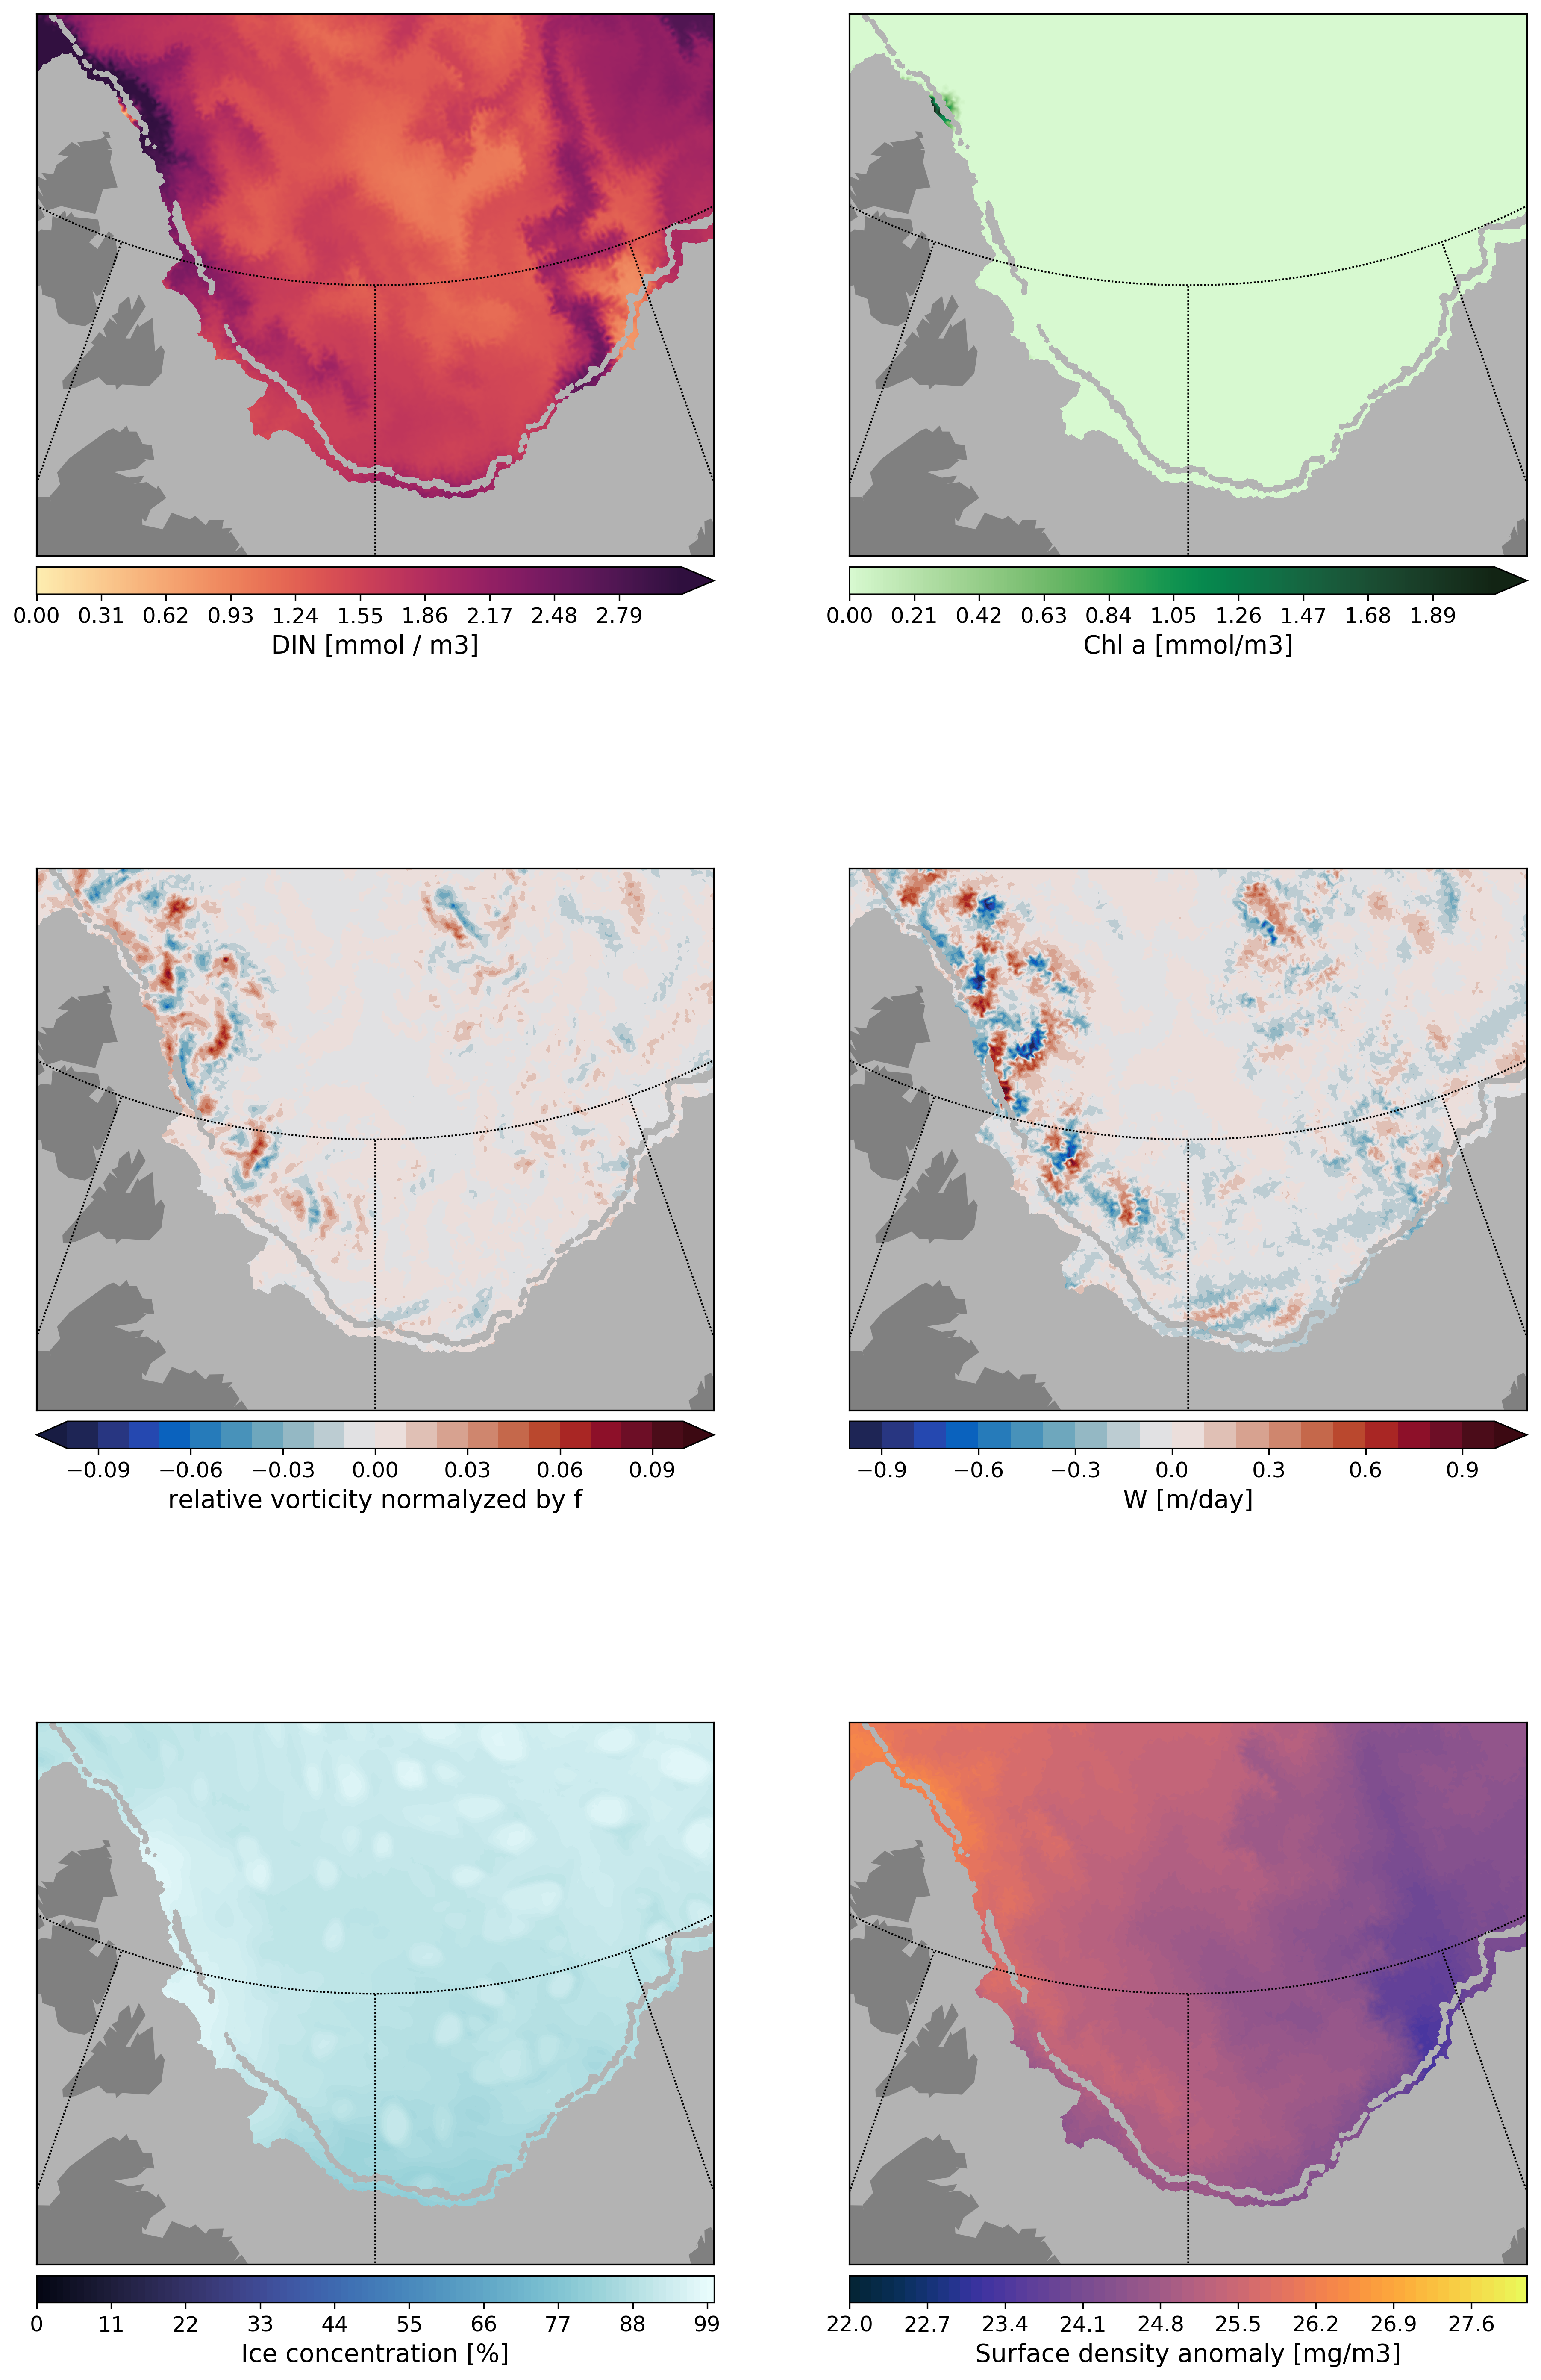 0.00 0.31 0.62 0.93 1.24 1.55 1.86 2.17 2.48 2.79
DIN [mmol / m3]
0.00 0.21 0.42 0.63 0.84 1.05 1.26 1.47 1.68 1.89
Chl a [mmol/m3]
−0.09 −0.06 −0.03 0.00 0.03 0.06 0.09
relative vorticity normalyzed by f
−0.9 −0.6 −0.3 0.0 0.3 0.6 0.9
W [m/day]
0 11 22 33 44 55 66 77 88 99
Ice concentration [%]
22.0 22.7 23.4 24.1 24.8 25.5 26.2 26.9 27.6
Surface density anomaly [mg/m3]